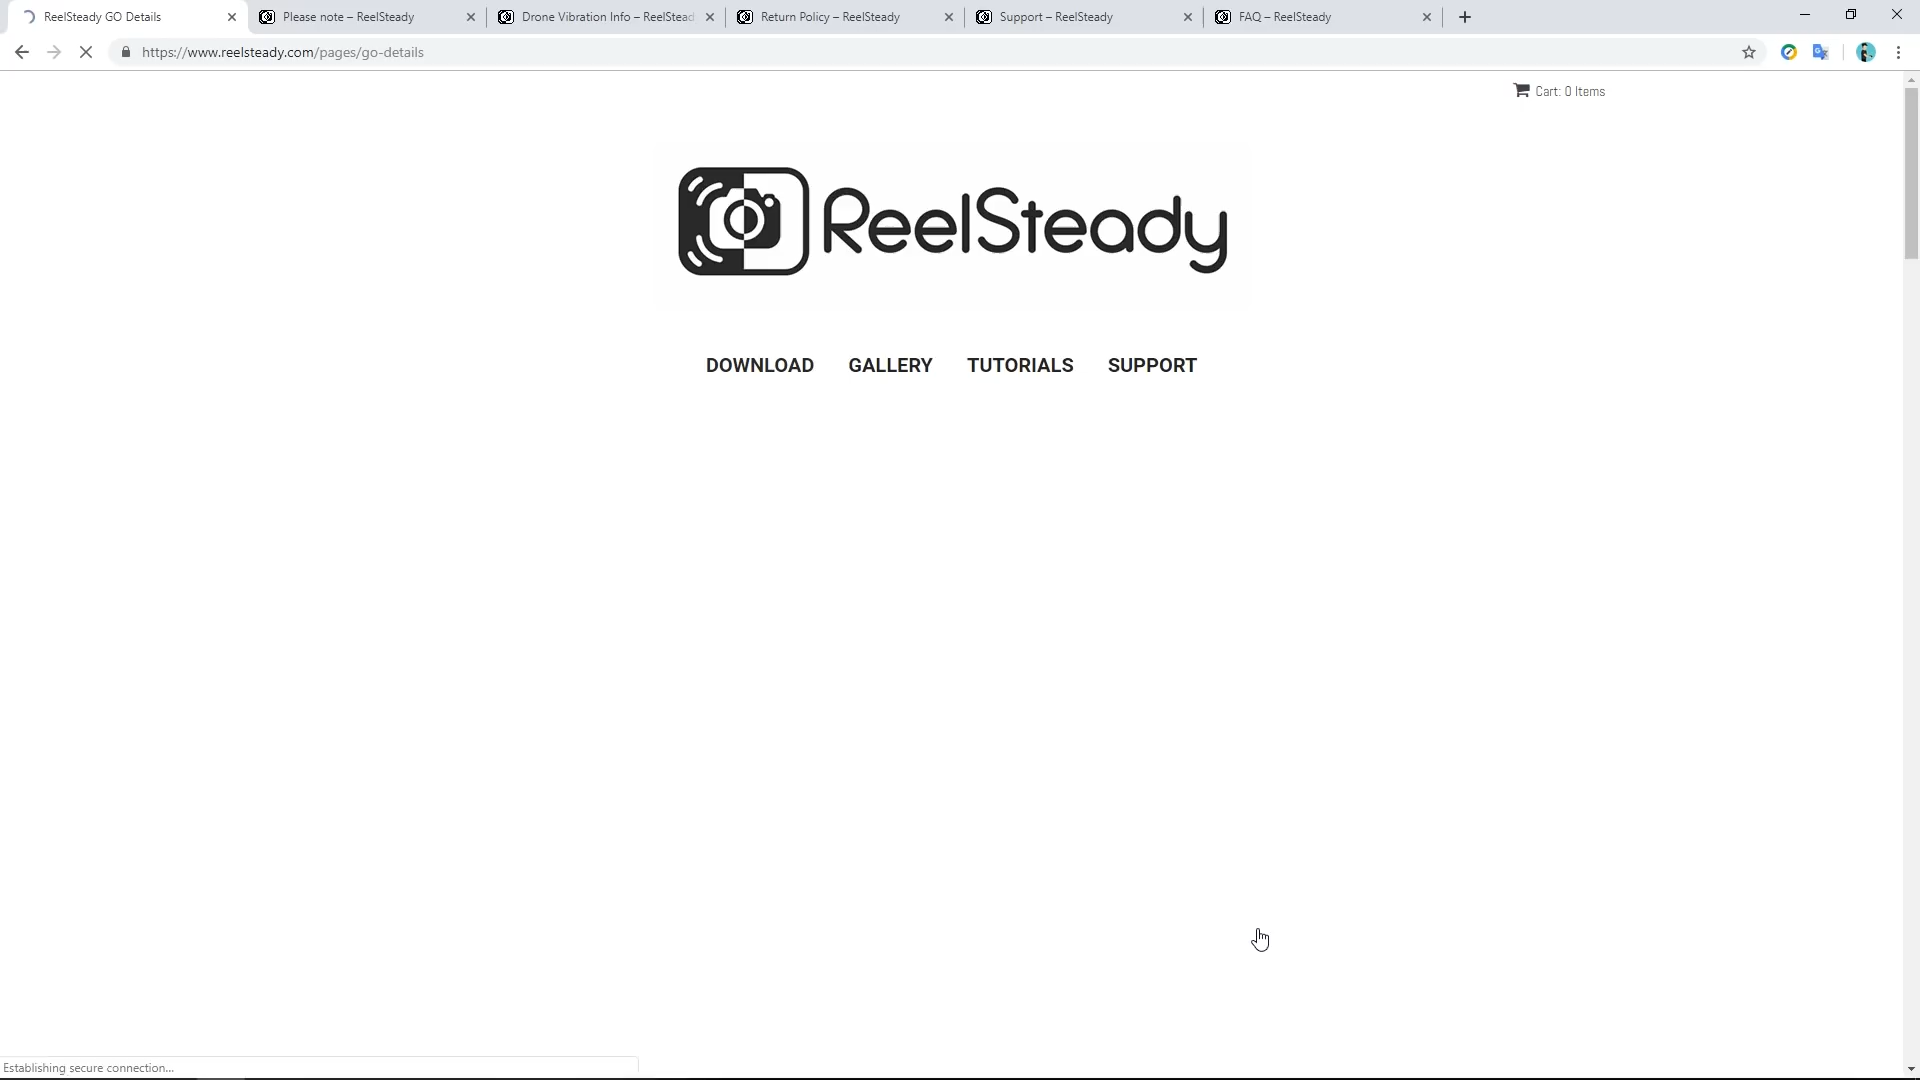 ReelSteady GO Details
Please note – ReelSteady
Drone Vibration Info – ReelStead
Return Policy – ReelSteady
Support – ReelSteady
FAQ – ReelSteady
https://www.reelsteady.com/pages/go-details
Cart: 0 Items
ReelSteady
DOWNLOAD GALLERY TUTORIALS SUPPORT
Establishing secure connection...